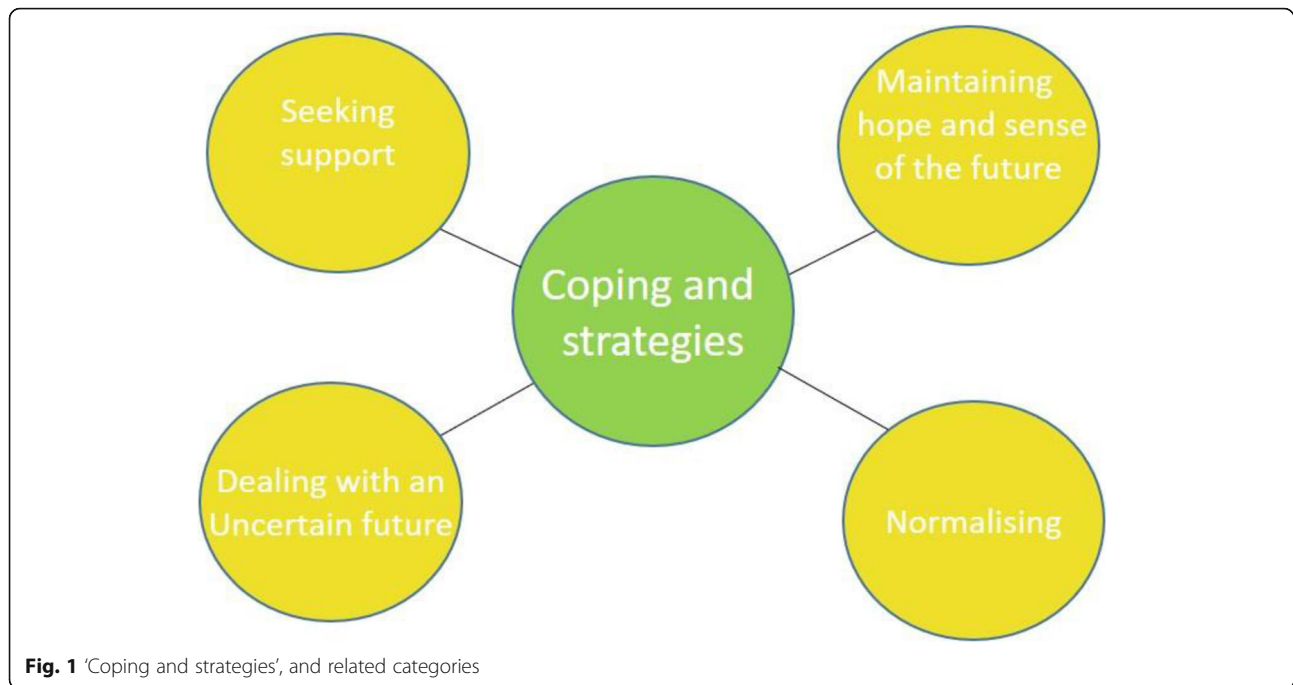 Seeking
support
Maintaining
hope and sense
of the future
Coping and
strategies
Dealing with an
Uncertain future
Normalising
Fig. 1 ‘Coping and strategies’, and related categories